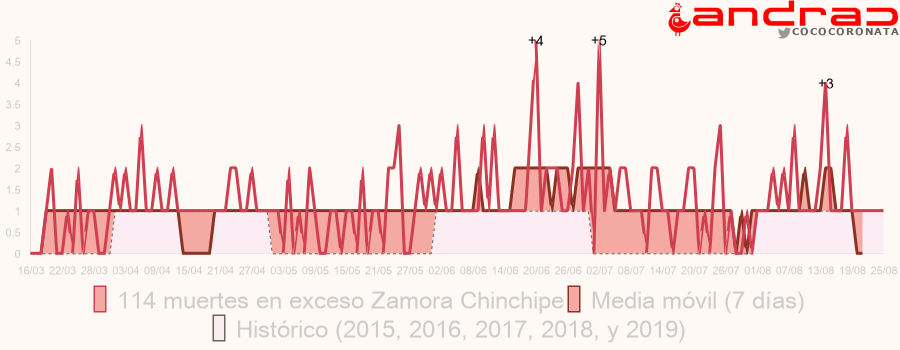 andrac
COCOCORONATA
5
4.5
4
3.5
3
2.5
2
1.5
1
0.5
0
+4
+5
+3
16/03 22/03 28/03 03/04 09/04 15/04 21/04 27/04 03/05 09/05 15/05 21/05 27/05 02/06 08/06 14/06 20/06 26/06 02/07 08/07 14/07 20/07 26/07 01/08 07/08 13/08 19/08 25/08
114 muertes en exceso Zamora Chinchipe Media móvil (7 días)
Histórico (2015, 2016, 2017, 2018, y 2019)